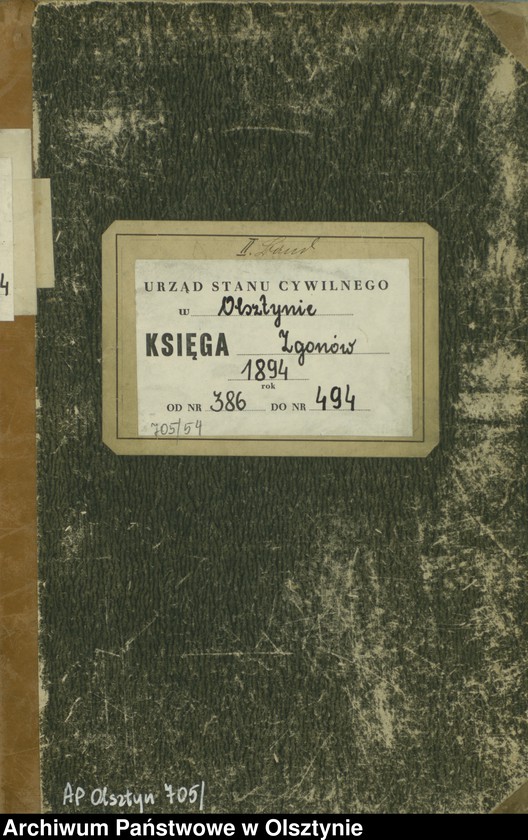 II. Band
URZĄD STANU CYWILNEGO
w Olsztynie
KSIĘGA Zgonów
1894
rok
OD NR 386 DO NR 494
705/54
4
AP Olsztyn 705/
Archiwum Państwowe w Olsztynie